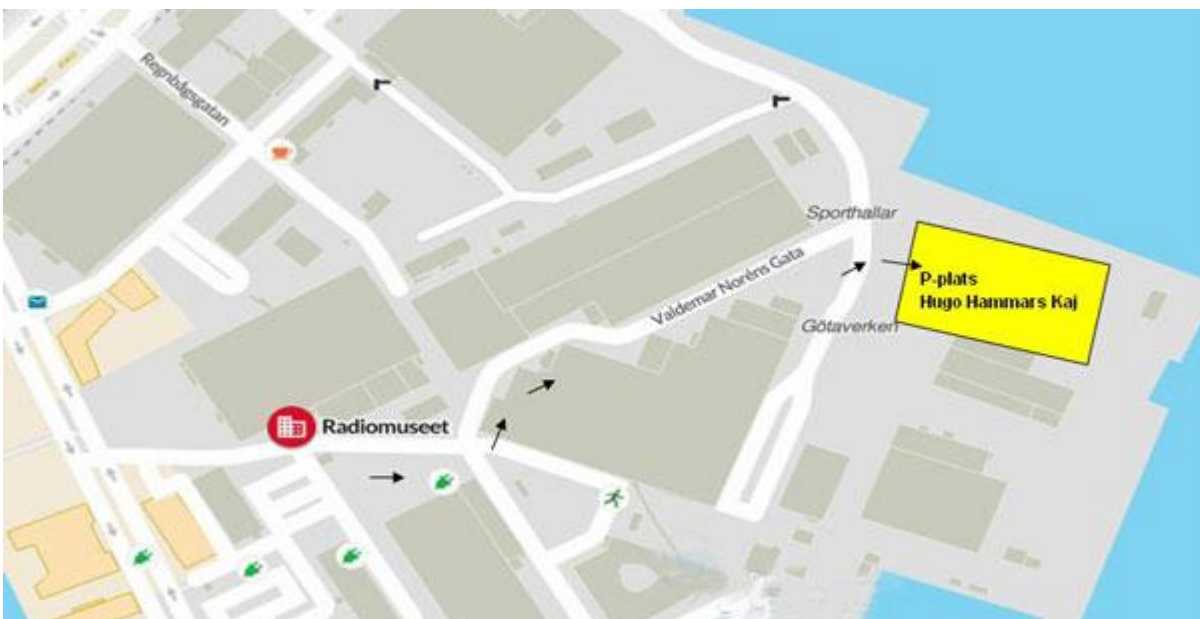 Regnbågsgatan
Sporthallar
P-plats
Hugo Hammars Kaj
Valdemar Noréns Gata
Götaverken
Radiomuseet